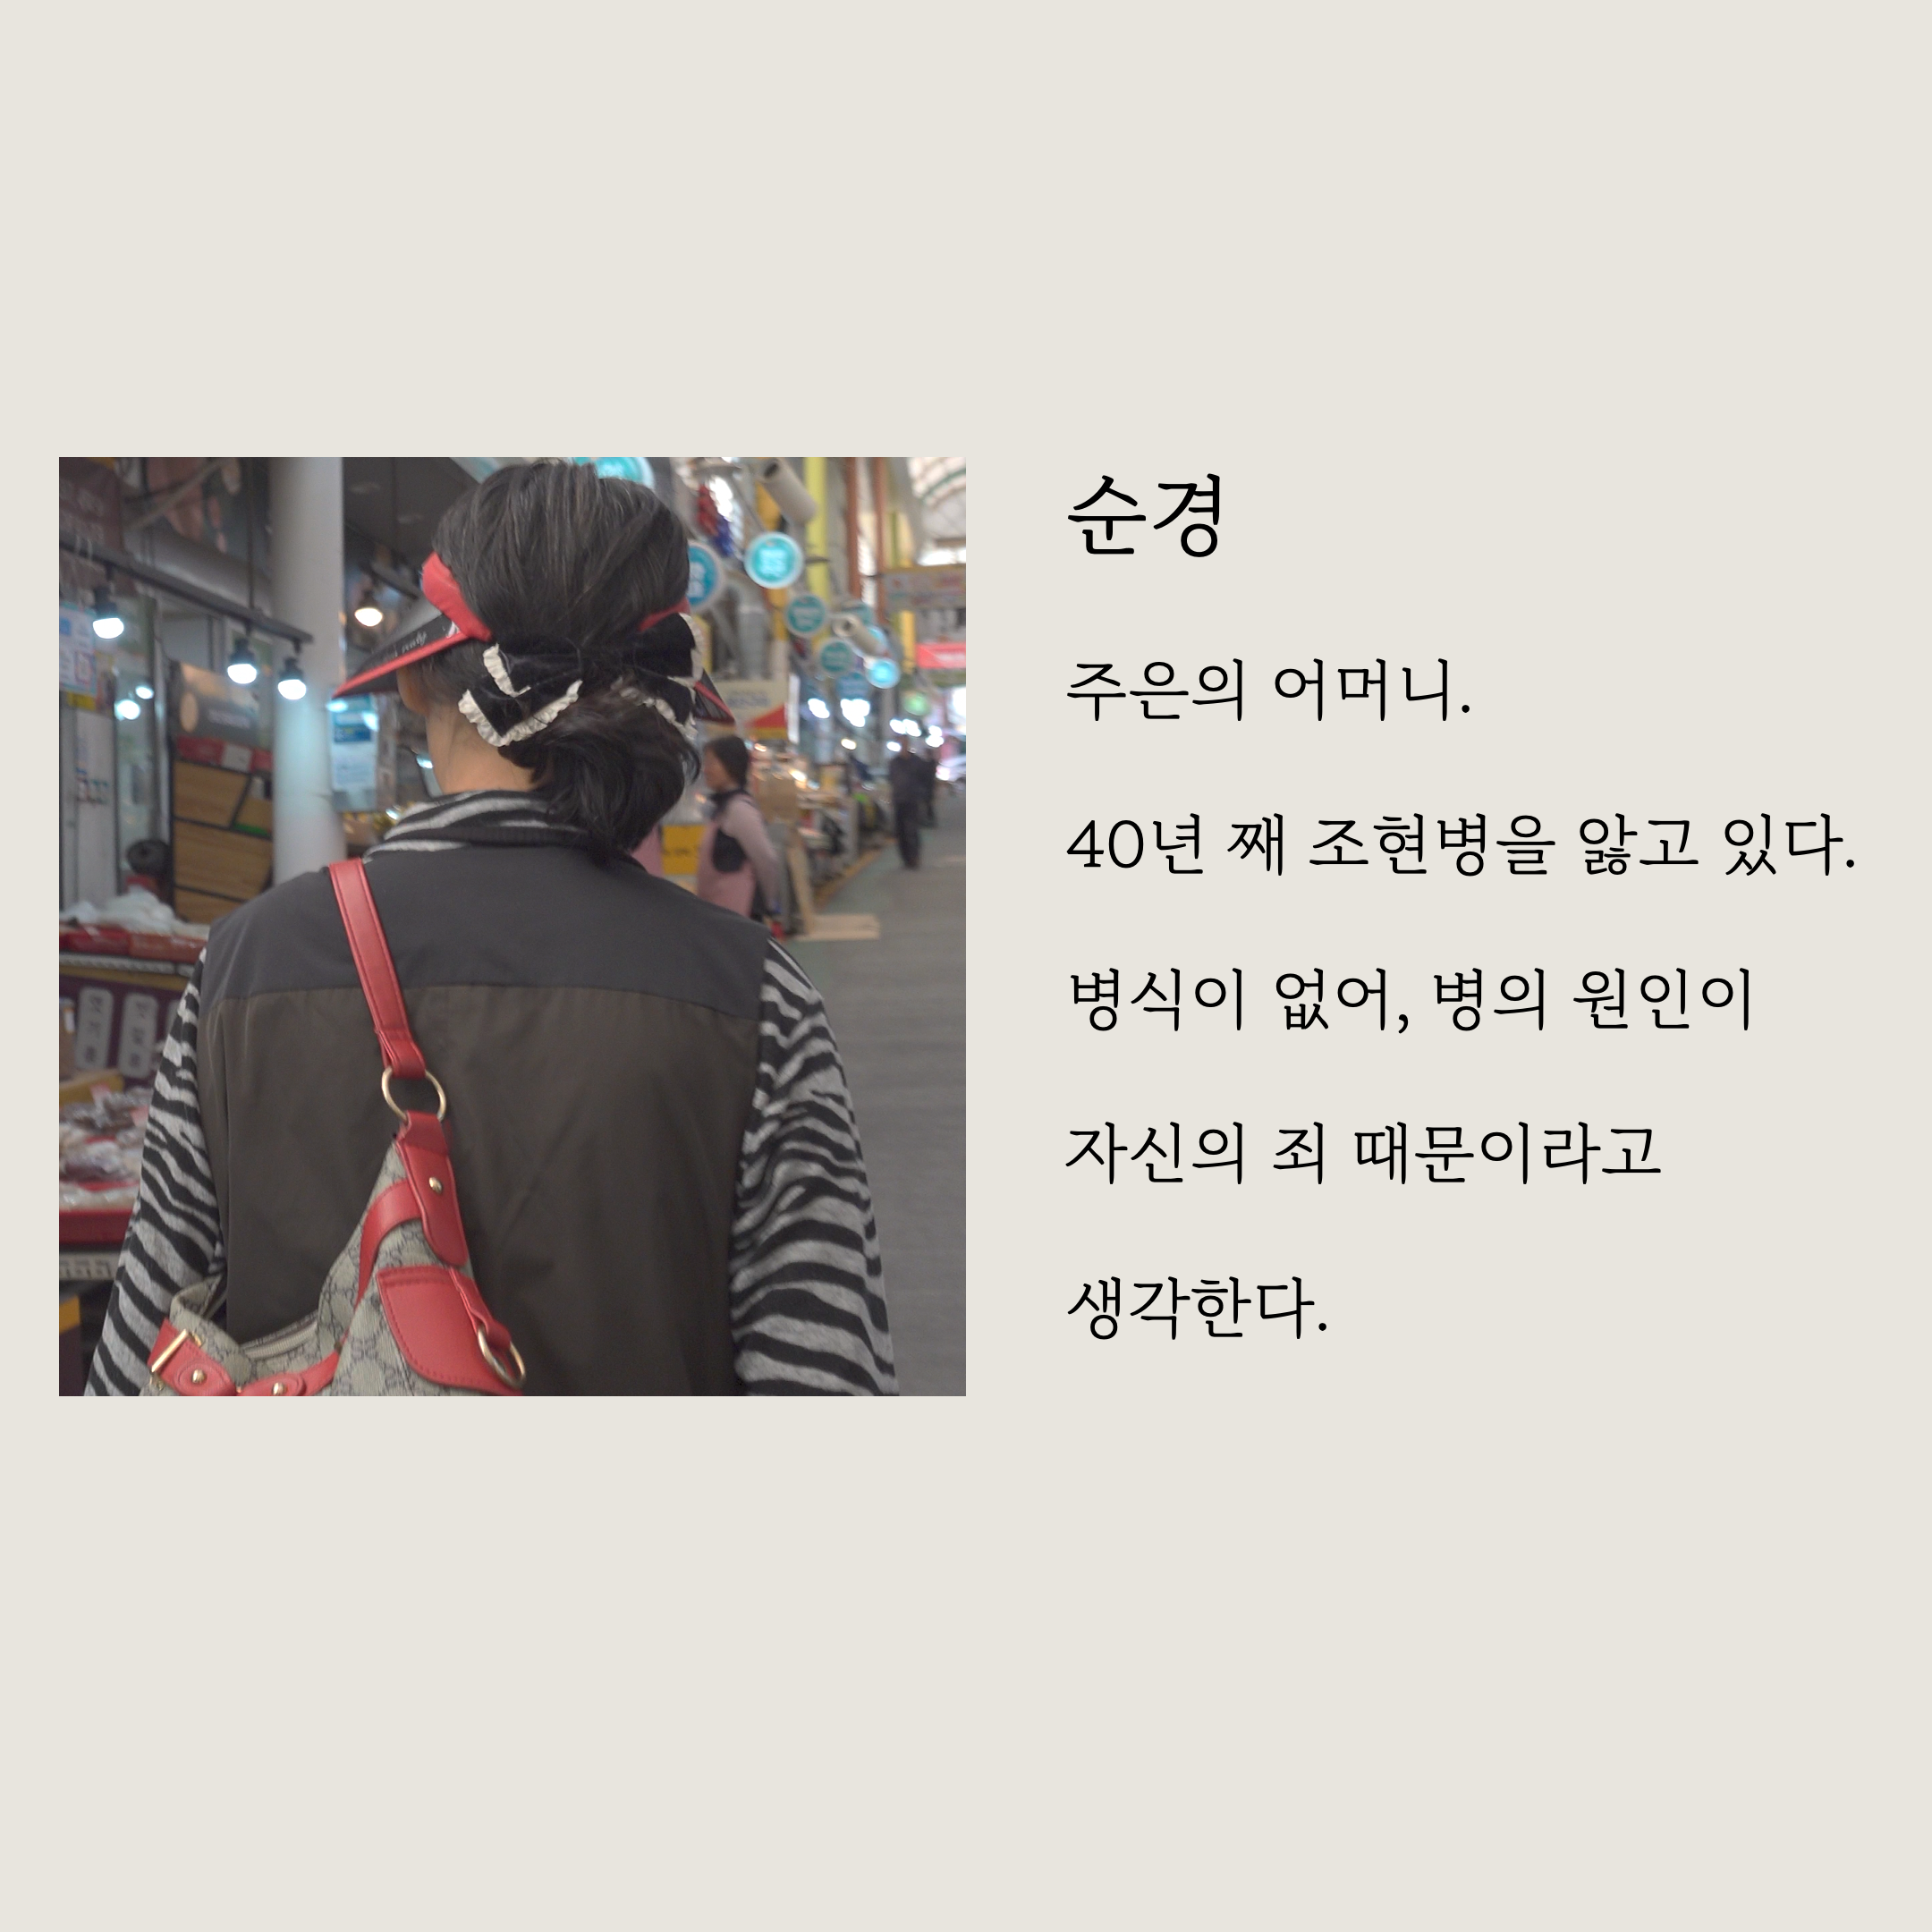 순경
주은의 어머니.
40년 째 조현병을 앓고 있다.
병식이 없어, 병의 원인이
자신의 죄 때문이라고
생각한다.